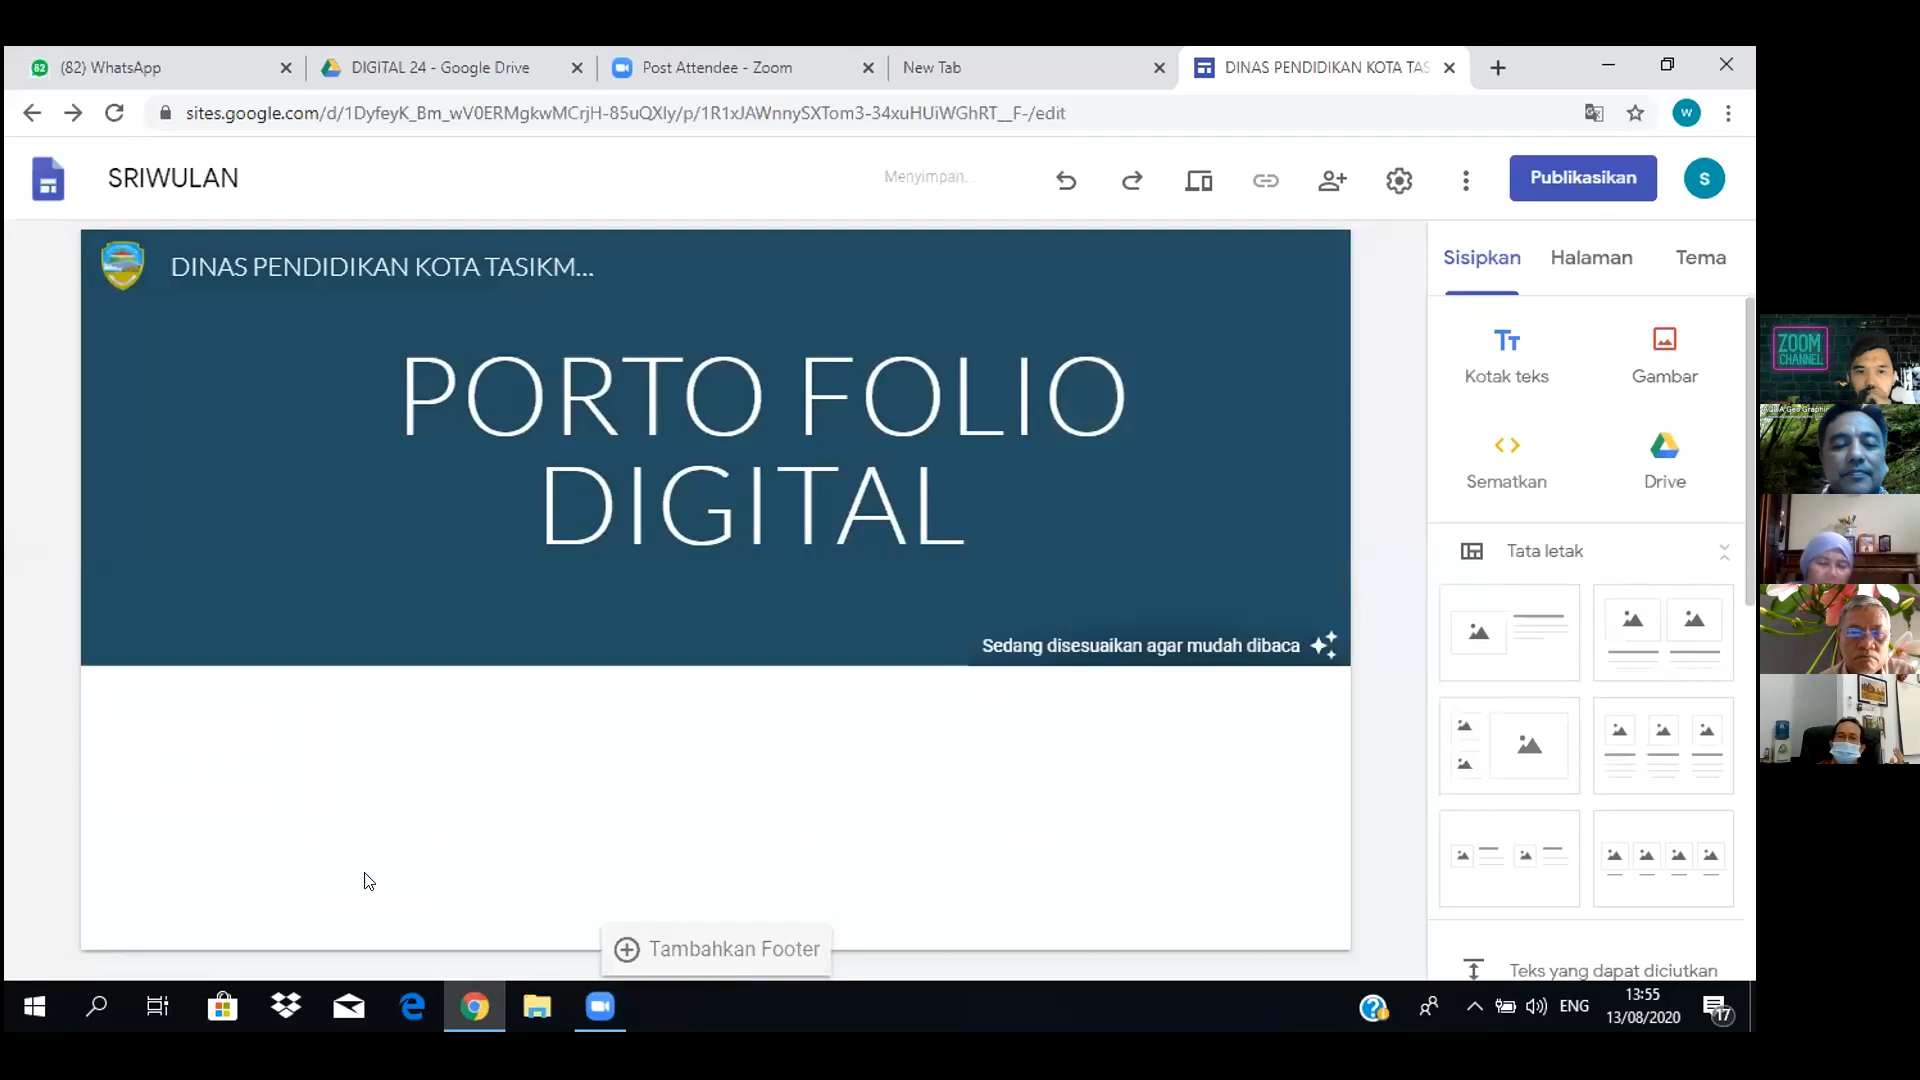 (82) WhatsApp
DIGITAL 24 - Google Drive
Post Attendee - Zoom
New Tab
DINAS PENDIDIKAN KOTA TAS
sites.google.com/d/1DyfeyK_Bm_wV0ERMgkwMCrjH-85uQXly/p/1R1xJAWnnySXTom3-34xuHUiWGhRT__F-/edit
W
SRIWULAN
Menyimpan...
Publikasikan
S
DINAS PENDIDIKAN KOTA TASIKM...
PORTO FOLIO
DIGITAL
Sedang disesuaikan agar mudah dibaca
Tambahkan Footer
Sisipkan
Halaman
Tema
Kotak teks
Gambar
Sematkan
Drive
Tata letak
Teks yang dapat diciutkan
ZOOM
CHANNEL
ENG
13:55
13/08/2020
17